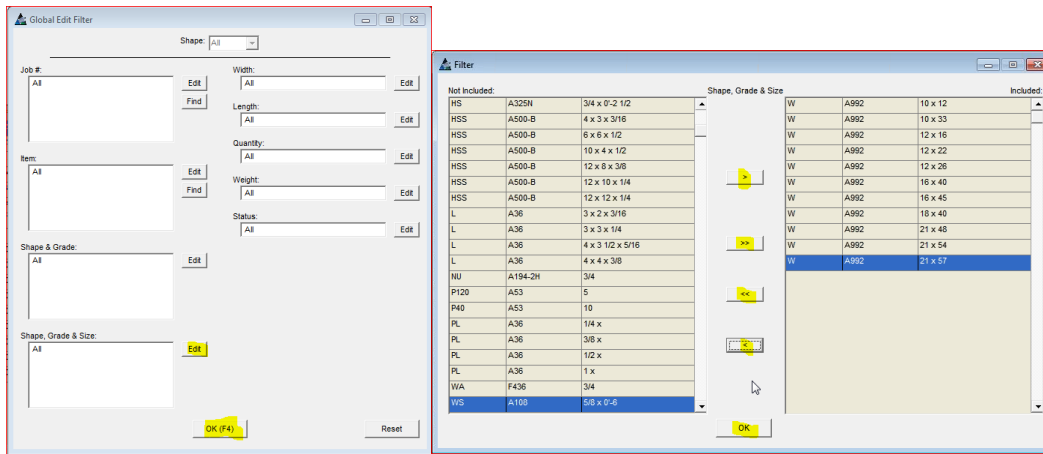 Global Edit Filter
Shape: All
Job #:
All
Edit
Find
Item:
All
Edit
Find
Shape & Grade:
All
Edit
Shape, Grade & Size:
All
Edit
Width:
All
Edit
Length:
All
Edit
Quantity:
All
Edit
Weight:
All
Edit
Status:
All
Edit
OK (F4)
Reset
Filter
Not Included:
Shape, Grade & Size
Included:
HS A325N 3/4 x 0'-2 1/2
HSS A500-B 4 x 3 x 3/16
HSS A500-B 6 x 6 x 1/2
HSS A500-B 10 x 4 x 1/2
HSS A500-B 12 x 8 x 3/8
HSS A500-B 12 x 10 x 1/4
HSS A500-B 12 x 12 x 1/4
L A36 3 x 2 x 3/16
L A36 3 x 3 x 1/4
L A36 4 x 3 1/2 x 5/16
L A36 4 x 4 x 3/8
NU A194-2H 3/4
P120 A53 5
P40 A53 10
PL A36 1/4 x
PL A36 3/8 x
PL A36 1/2 x
PL A36 1 x
WA F436 3/4
WS A108 5/8 x 0'-6
>
>>
<<
<
OK
W A992 10 x 12
W A992 10 x 33
W A992 12 x 16
W A992 12 x 22
W A992 12 x 26
W A992 16 x 40
W A992 16 x 45
W A992 18 x 40
W A992 21 x 48
W A992 21 x 54
W A992 21 x 57